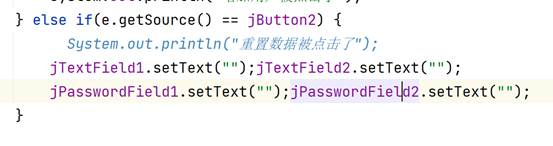 } else if(e.getSource() == jButton2) {
System.out.println("重置数据被点击了");
jTextField1.setText("");jTextField2.setText("");
jPasswordField1.setText("");jPasswordField2.setText("");
}